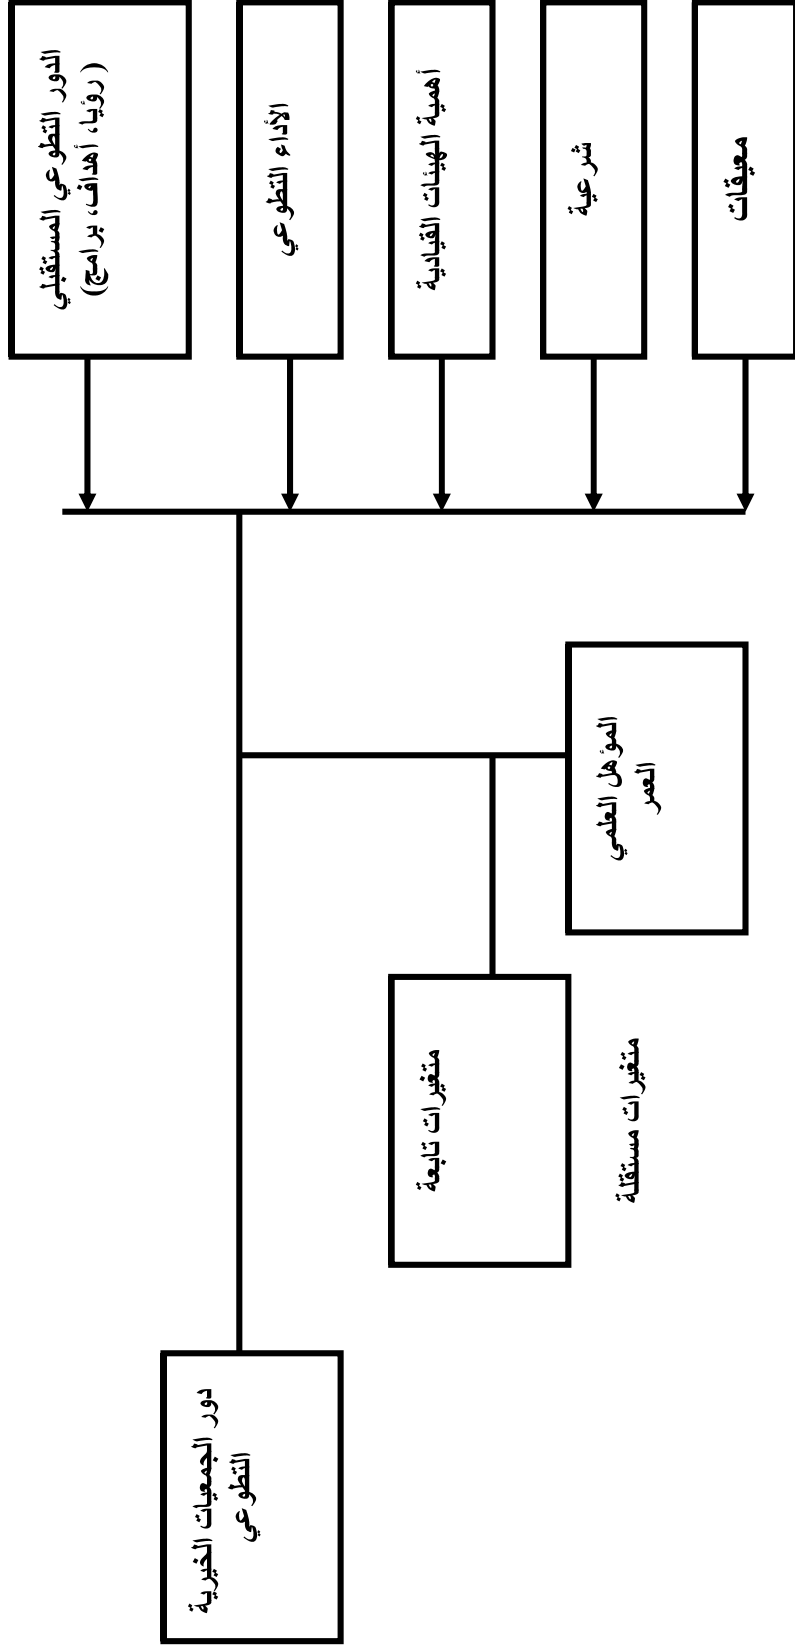 الدور التطوعي المستقبلي
( رؤيا، أهداف، برامج)
الأداء التطوعي
أهمية الهيئات القيادية
شرعية
معيقات
المؤهل العلمي
العمر
متغيرات تابعة
متغيرات مستقلة
دور الجمعيات الخيرية
التطوعي